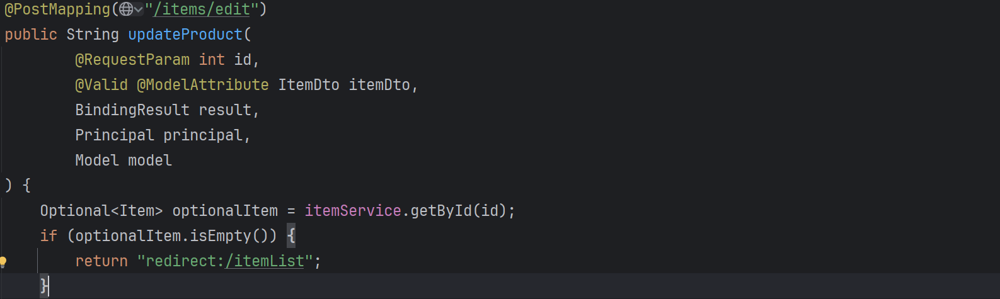 @PostMapping("/items/edit")
public String updateProduct(
        @RequestParam int id,
        @Valid @ModelAttribute ItemDto itemDto,
        BindingResult result,
        Principal principal,
        Model model
) {
    Optional<Item> optionalItem = itemService.getById(id);
    if (optionalItem.isEmpty()) {
        return "redirect:/itemList";
    }